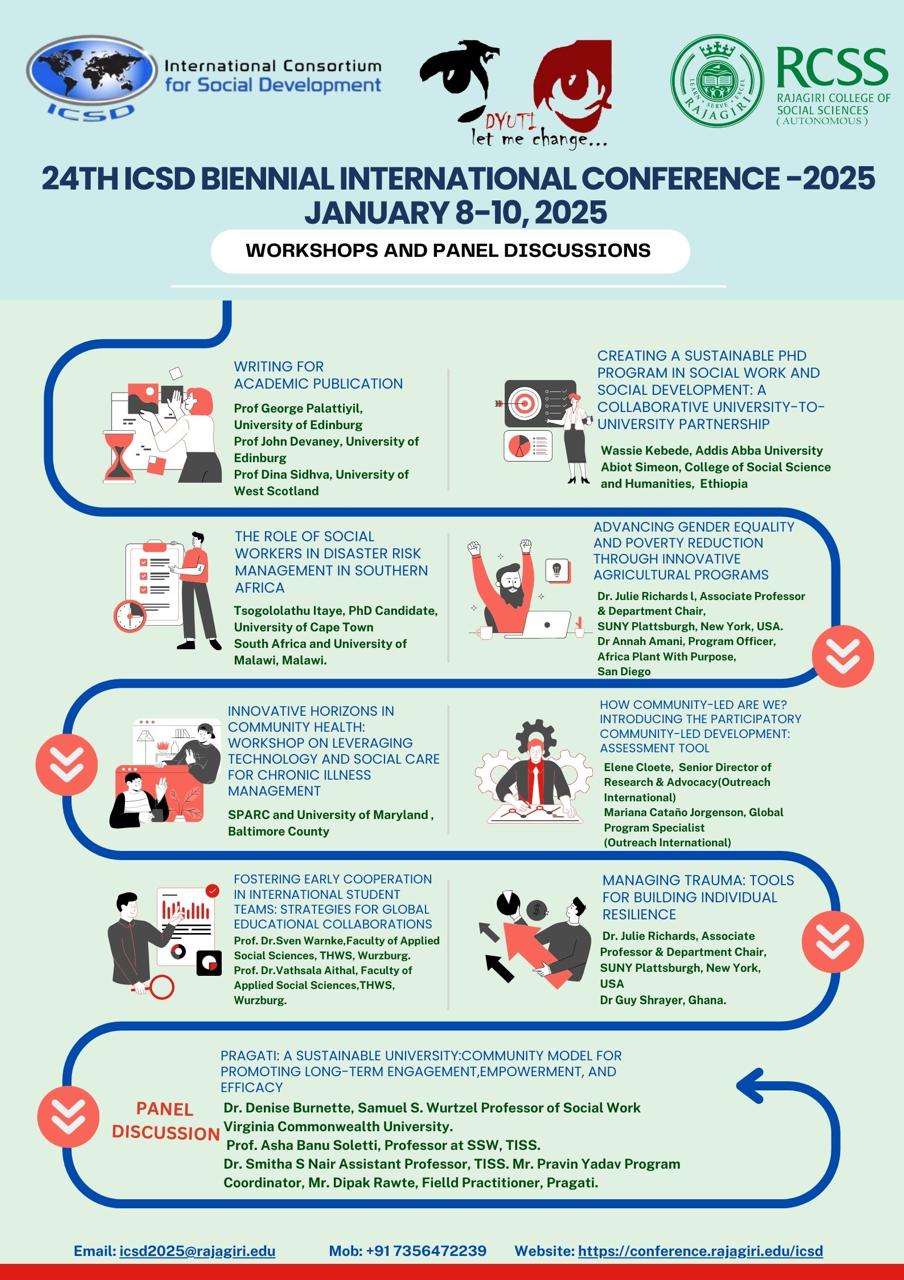 International Consortium
for Social Development
ICSD
DYUTI
let me change...
LEARN SERVE EXCEL
RAJAGIRI
RCSS
RAJAGIRI COLLEGE OF
SOCIAL SCIENCES
( AUTONOMOUS )
24TH ICSD BIENNIAL INTERNATIONAL CONFERENCE -2025
JANUARY 8-10, 2025
WORKSHOPS AND PANEL DISCUSSIONS
WRITING FOR
ACADEMIC PUBLICATION
Prof George Palattiyil,
University of Edinburg
Prof John Devaney, University of
Edinburg
Prof Dina Sidhva, University of
West Scotland
CREATING A SUSTAINABLE PHD
PROGRAM IN SOCIAL WORK AND
SOCIAL DEVELOPMENT: A
COLLABORATIVE UNIVERSITY-TO-
UNIVERSITY PARTNERSHIP
Wassie Kebede, Addis Abba University
Abiot Simeon, College of Social Science
and Humanities, Ethiopia
THE ROLE OF SOCIAL
WORKERS IN DISASTER RISK
MANAGEMENT IN SOUTHERN
AFRICA
Tsogololathu Itaye, PhD Candidate,
University of Cape Town
South Africa and University of
Malawi, Malawi.
ADVANCING GENDER EQUALITY
AND POVERTY REDUCTION
THROUGH INNOVATIVE
AGRICULTURAL PROGRAMS
Dr. Julie Richards l, Associate Professor
& Department Chair,
SUNY Plattsburgh, New York, USA.
Dr Annah Amani, Program Officer,
Africa Plant With Purpose,
San Diego
INNOVATIVE HORIZONS IN
COMMUNITY HEALTH:
WORKSHOP ON LEVERAGING
TECHNOLOGY AND SOCIAL CARE
FOR CHRONIC ILLNESS
MANAGEMENT
SPARC and University of Maryland ,
Baltimore County
HOW COMMUNITY-LED ARE WE?
INTRODUCING THE PARTICIPATORY
COMMUNITY-LED DEVELOPMENT:
ASSESSMENT TOOL
Elene Cloete, Senior Director of
Research & Advocacy(Outreach
International)
Mariana Cataño Jorgenson, Global
Program Specialist
(Outreach International)
FOSTERING EARLY COOPERATION
IN INTERNATIONAL STUDENT
TEAMS: STRATEGIES FOR GLOBAL
EDUCATIONAL COLLABORATIONS
Prof. Dr.Sven Warnke,Faculty of Applied
Social Sciences, THWS, Wurzburg.
Prof. Dr.Vathsala Aithal, Faculty of
Applied Social Sciences,THWS,
Wurzburg.
MANAGING TRAUMA: TOOLS
FOR BUILDING INDIVIDUAL
RESILIENCE
Dr. Julie Richards, Associate
Professor & Department Chair,
SUNY Plattsburgh, New York,
USA
Dr Guy Shrayer, Ghana.
PANEL
DISCUSSION
PRAGATI: A SUSTAINABLE UNIVERSITY:COMMUNITY MODEL FOR
PROMOTING LONG-TERM ENGAGEMENT,EMPOWERMENT, AND
EFFICACY
Dr. Denise Burnette, Samuel S. Wurtzel Professor of Social Work
Virginia Commonwealth University.
Prof. Asha Banu Soletti, Professor at SSW, TISS.
Dr. Smitha S Nair Assistant Professor, TISS. Mr. Pravin Yadav Program
Coordinator, Mr. Dipak Rawte, Fielld Practitioner, Pragati.
Email: icsd2025@rajagiri.edu Mob: +91 7356472239 Website: https://conference.rajagiri.edu/icsd